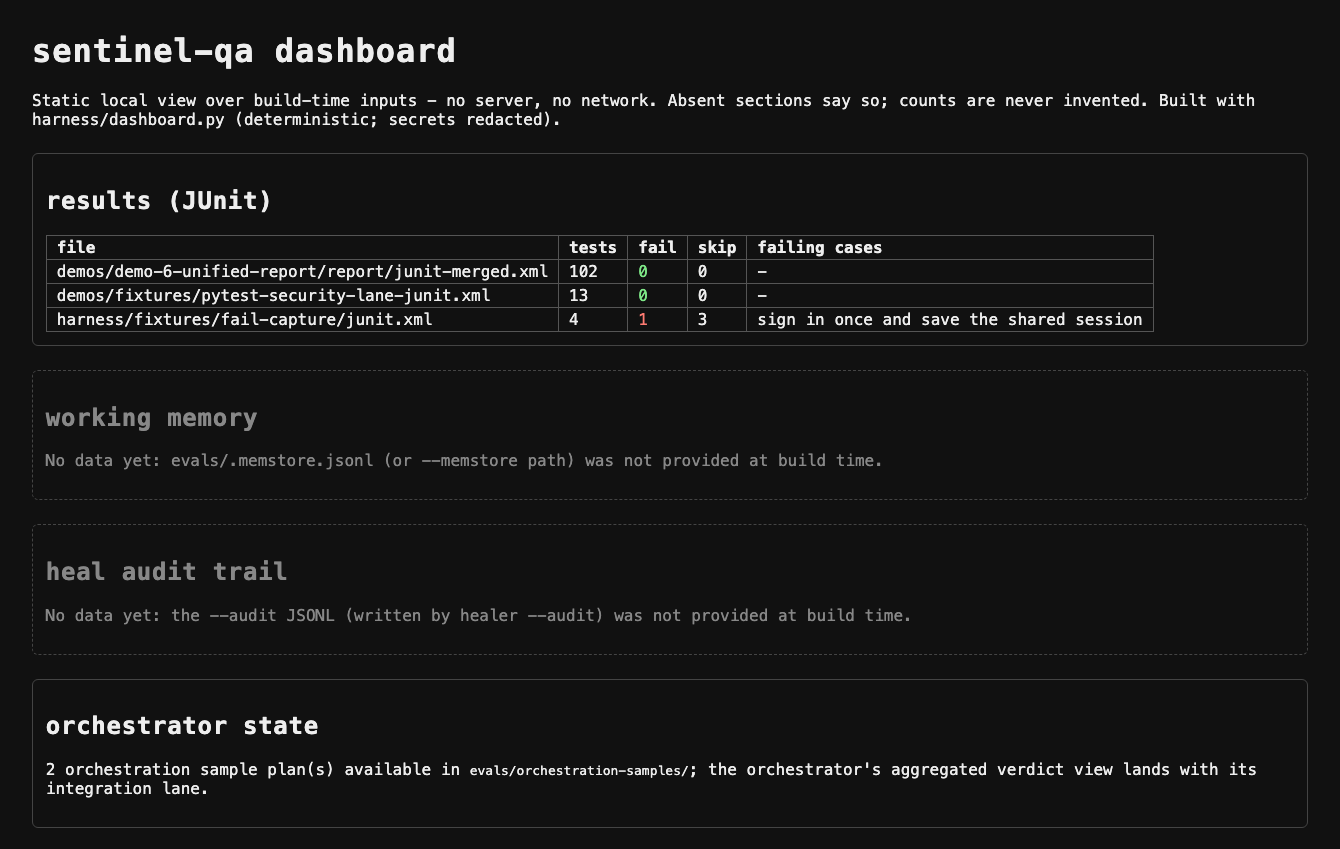 sentinel-qa dashboard
Static local view over build-time inputs - no server, no network. Absent sections say so; counts are never invented. Built with
harness/dashboard.py (deterministic; secrets redacted).
results (JUnit)
file tests fail skip failing cases
demos/demo-6-unified-report/report/junit-merged.xml 102 0 0 -
demos/fixtures/pytest-security-lane-junit.xml 13 0 0 -
harness/fixtures/fail-capture/junit.xml 4 1 3 sign in once and save the shared session
working memory
No data yet: evals/.memstore.jsonl (or --memstore path) was not provided at build time.
heal audit trail
No data yet: the --audit JSONL (written by healer --audit) was not provided at build time.
orchestrator state
2 orchestration sample plan(s) available in evals/orchestration-samples/; the orchestrator's aggregated verdict view lands with its
integration lane.